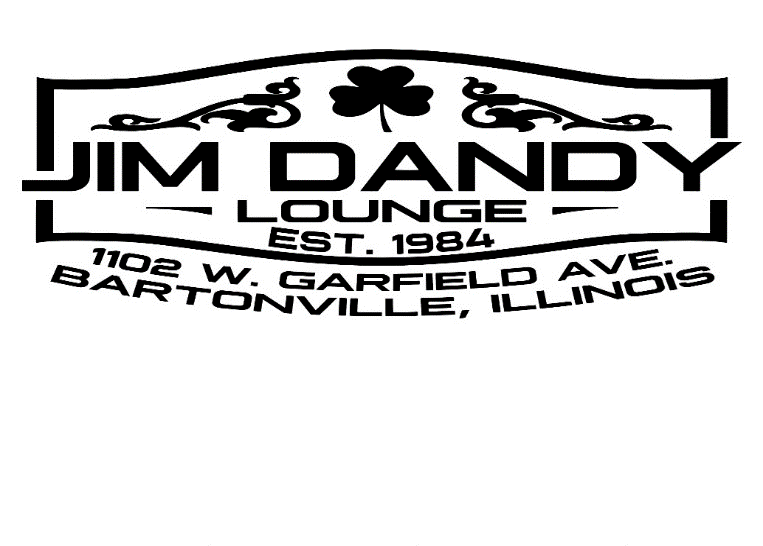 JIM DANDY
LOUNGE
EST. 1984
1102 W. GARFIELD AVE.
BARTONVILLE, ILLINOIS